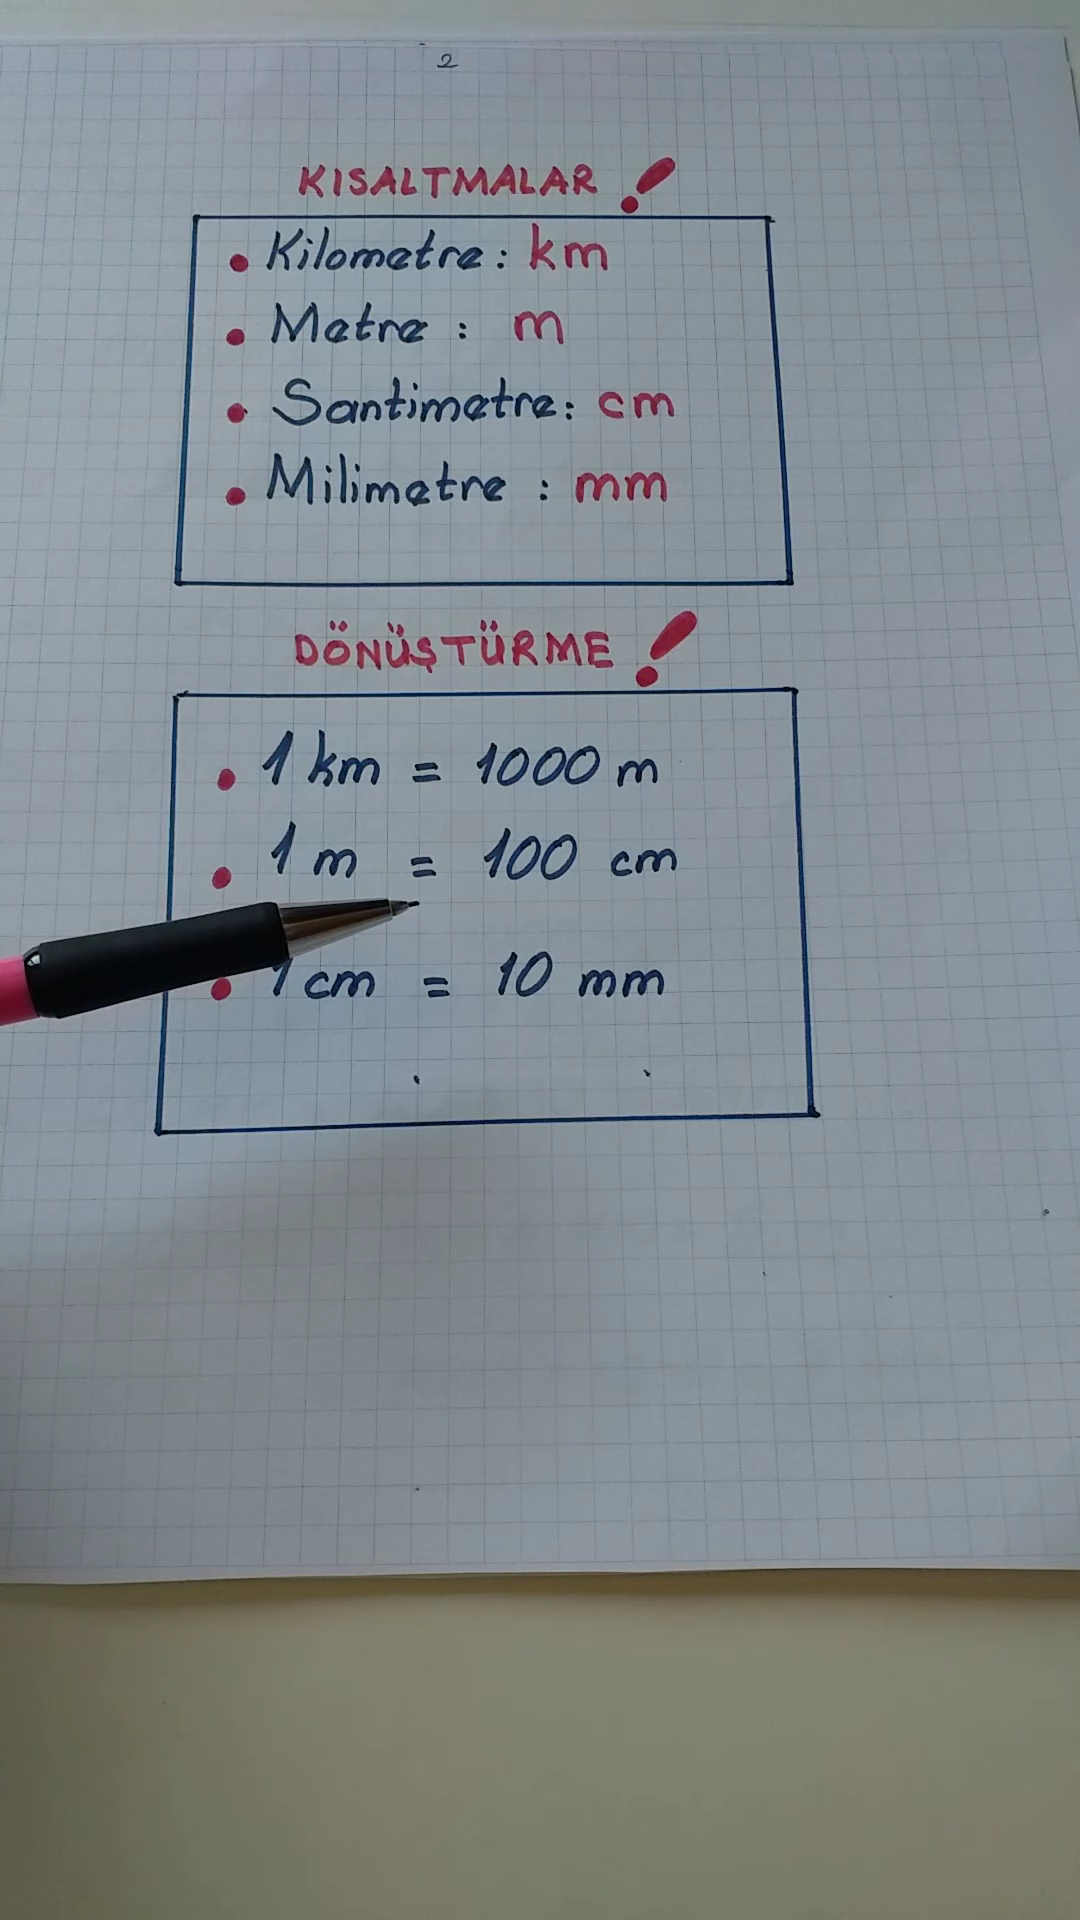 2
KISALTMALAR !
• Kilometre : km
• Metre : m
• Santimetre : cm
• Milimetre : mm
DÖNÜŞTÜRME !
• 1 km = 1000 m
• 1 m = 100 cm
• 1 cm = 10 mm